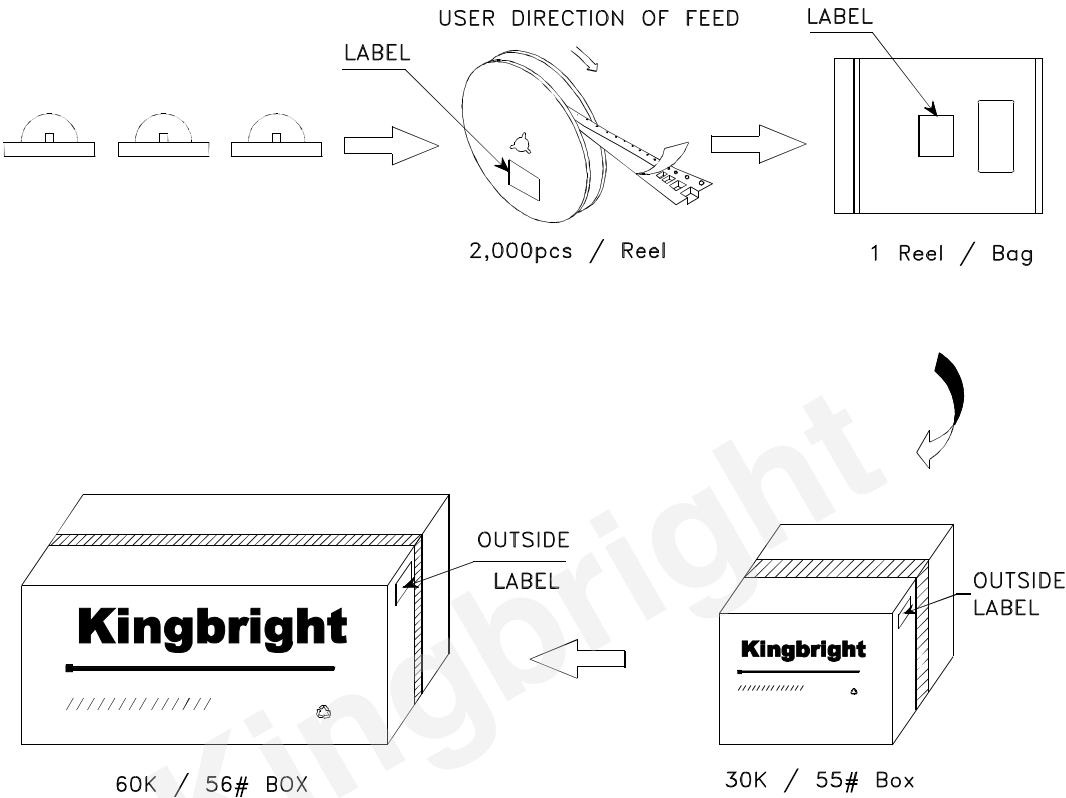 USER DIRECTION OF FEED
LABEL
LABEL
2,000pcs / Reel
1 Reel / Bag
OUTSIDE
LABEL
OUTSIDE
LABEL
Kingbright
Kingbright
60K / 56# BOX
30K / 55# Box
Kingbright